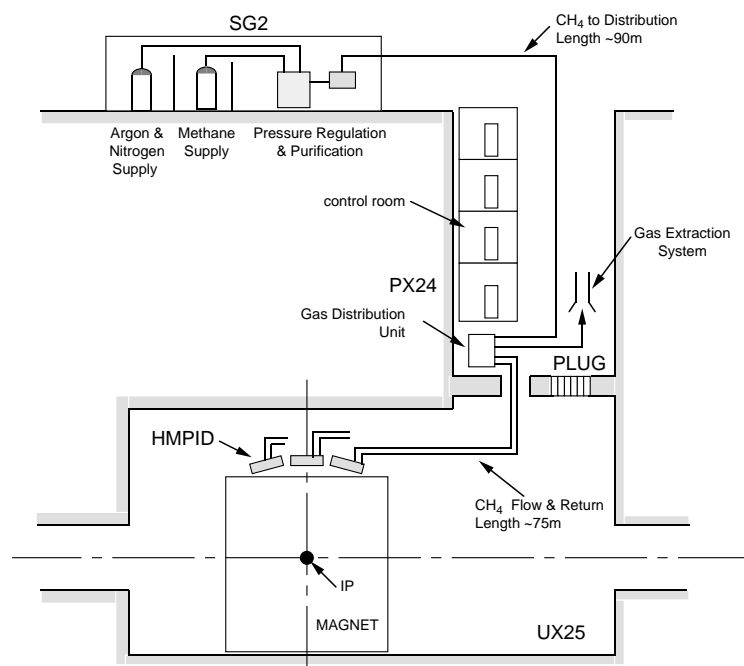 SG2
CH4 to Distribution
Length ~90m
Argon &
Nitrogen
Supply
Methane
Supply
Pressure Regulation
& Purification
control room
Gas Extraction
System
PX24
Gas Distribution
Unit
PLUG
HMPID
CH4 Flow & Return
Length ~75m
IP
MAGNET
UX25